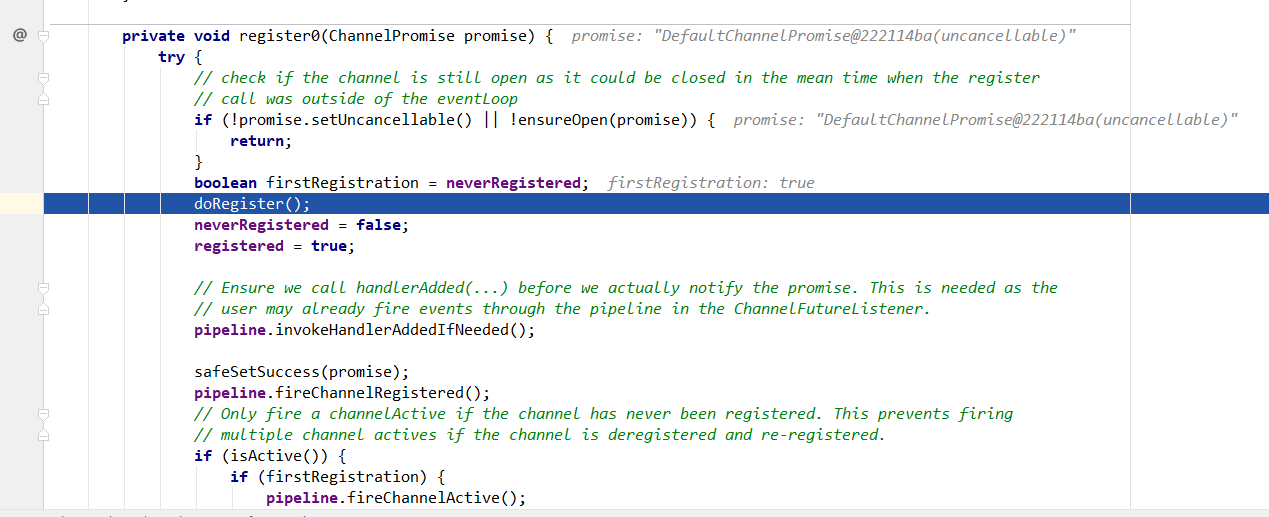 @ private void register0(ChannelPromise promise) { promise: "DefaultChannelPromise@222114ba(uncancellable)"
try {
// check if the channel is still open as it could be closed in the mean time when the register
// call was outside of the eventLoop
if (!promise.setUncancellable() || !ensureOpen(promise)) { promise: "DefaultChannelPromise@222114ba(uncancellable)"
return;
}
boolean firstRegistration = neverRegistered; firstRegistration: true
doRegister();
neverRegistered = false;
registered = true;
// Ensure we call handlerAdded(...) before we actually notify the promise. This is needed as the
// user may already fire events through the pipeline in the ChannelFutureListener.
pipeline.invokeHandlerAddedIfNeeded();
safeSetSuccess(promise);
pipeline.fireChannelRegistered();
// Only fire a channelActive if the channel has never been registered. This prevents firing
// multiple channel actives if the channel is deregistered and re-registered.
if (isActive()) {
if (firstRegistration) {
pipeline.fireChannelActive();